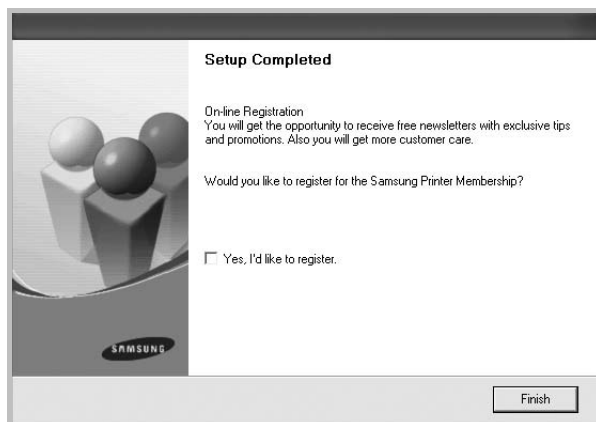 Setup Completed
On-line Registration
You will get the opportunity to receive free newsletters with exclusive tips
and promotions. Also you will get more customer care.
Would you like to register for the Samsung Printer Membership?
Yes, I'd like to register.
SAMSUNG
Finish